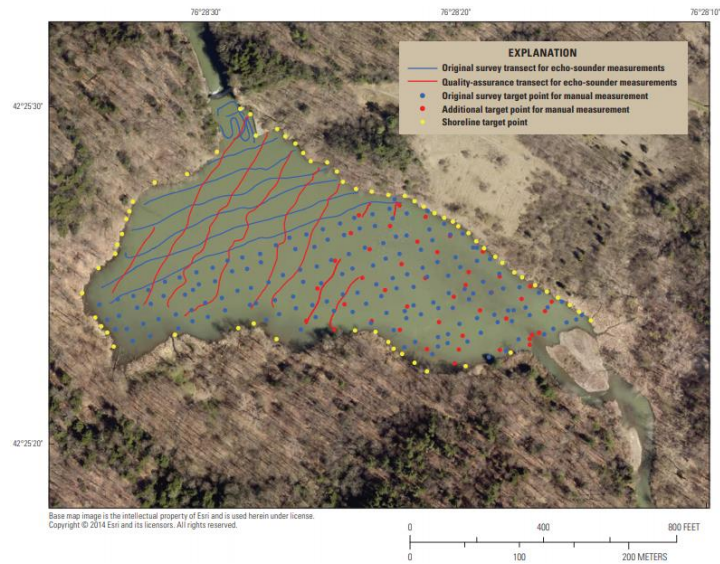 76°28'30" 76°28'20" 76°28'10"
EXPLANATION
Original survey transect for echo-sounder measurements
Quality-assurance transect for echo-sounder measurements
Original survey target point for manual measurement
Additional target point for manual measurement
Shoreline target point
42°25'30"
42°25'20"
Base map image is the intellectual property of Esri and is used herein under license.
Copyright © 2014 Esri and its licensors. All rights reserved.
0 400 800 FEET
0 100 200 METERS